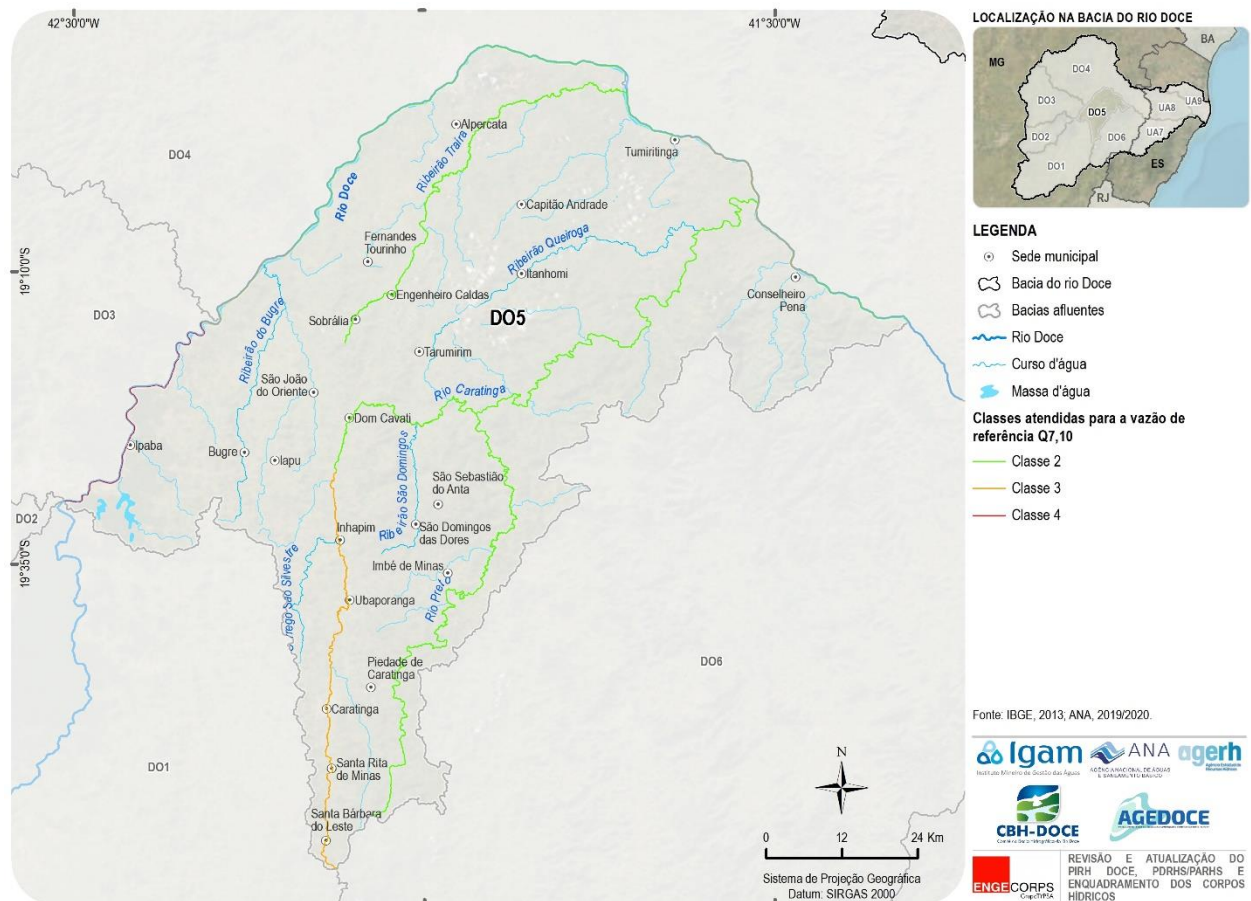 42°30'0"W
41°30'0"W
19°10'0"S
19°35'0"S
DO4
DO3
DO2
DO1
DO6
DO5
Alpercata
Ribeirão Traíra
Tumiritinga
Rio Doce
Capitão Andrade
Fernandes
Tourinho
Ribeirão Queiroga
Itanhomi
Engenheiro Caldas
Conselheiro
Pena
Sobrália
Ribeirão do Bugre
Tarumirim
São João
do Oriente
Rio Caratinga
Dom Cavati
Ipaba
Bugre
Iapu
Ribeirão São Domingos
São Sebastião
do Anta
São Domingos
das Dores
Inhapim
Imbé de Minas
Rio Preto
São Silvestre
Ubaporanga
Piedade de
Caratinga
Caratinga
Santa Rita
de Minas
Santa Bárbara
do Leste
N
0 12 24 Km
Sistema de Projeção Geográfica
Datum: SIRGAS 2000
LOCALIZAÇÃO NA BACIA DO RIO DOCE
BA
MG
DO4
DO3
DO5
UA8
UA9
DO2
DO6
UA7
DO1
ES
RJ
LEGENDA
Sede municipal
Bacia do rio Doce
Bacias afluentes
Rio Doce
Curso d'água
Massa d'água
Classes atendidas para a vazão de
referência Q7,10
Classe 2
Classe 3
Classe 4
Fonte: IBGE, 2013; ANA, 2019/2020.
Igam
Instituto Mineiro de Gestão das Águas
ANA
AGÊNCIA NACIONAL DE ÁGUAS
E SANEAMENTO BÁSICO
agerh
CBH-DOCE
AGEDOCE
ENGECORPS
REVISÃO E ATUALIZAÇÃO DO
PIRH DOCE, PDRHS/PARHS E
ENQUADRAMENTO DOS CORPOS
HÍDRICOS